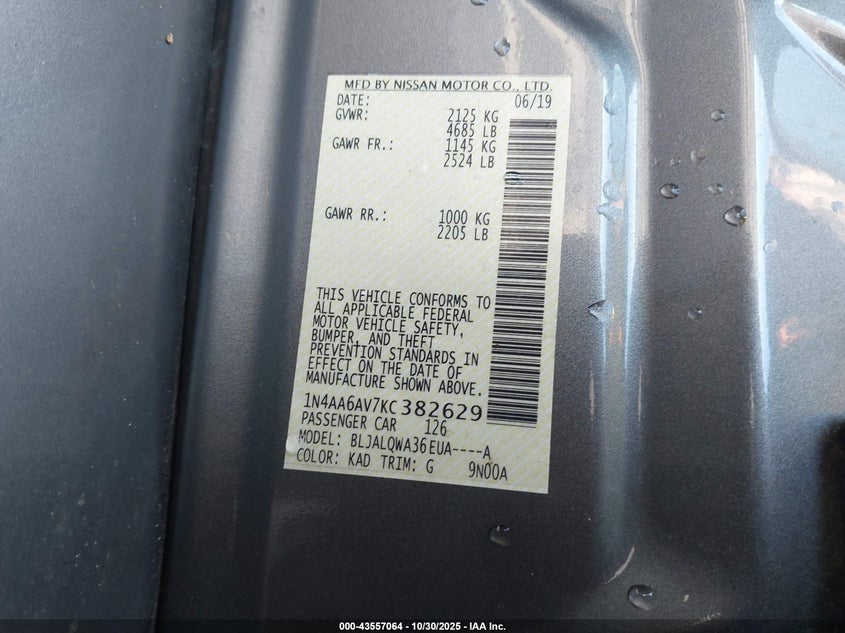 MFD BY NISSAN MOTOR CO., LTD.
DATE: 06/19
GVWR: 2125 KG
4685 LB
GAWR FR.: 1145 KG
2524 LB
GAWR RR.: 1000 KG
2205 LB
THIS VEHICLE CONFORMS TO
ALL APPLICABLE FEDERAL
MOTOR VEHICLE SAFETY,
BUMPER, AND THEFT
PREVENTION STANDARDS IN
EFFECT ON THE DATE OF
MANUFACTURE SHOWN ABOVE.
1N4AA6AV7KC382629
PASSENGER CAR 126
MODEL: BLJALQWA36EUA----A
COLOR: KAD TRIM: G 9N00A
000-43557064 - 10/30/2025 - IAA Inc.